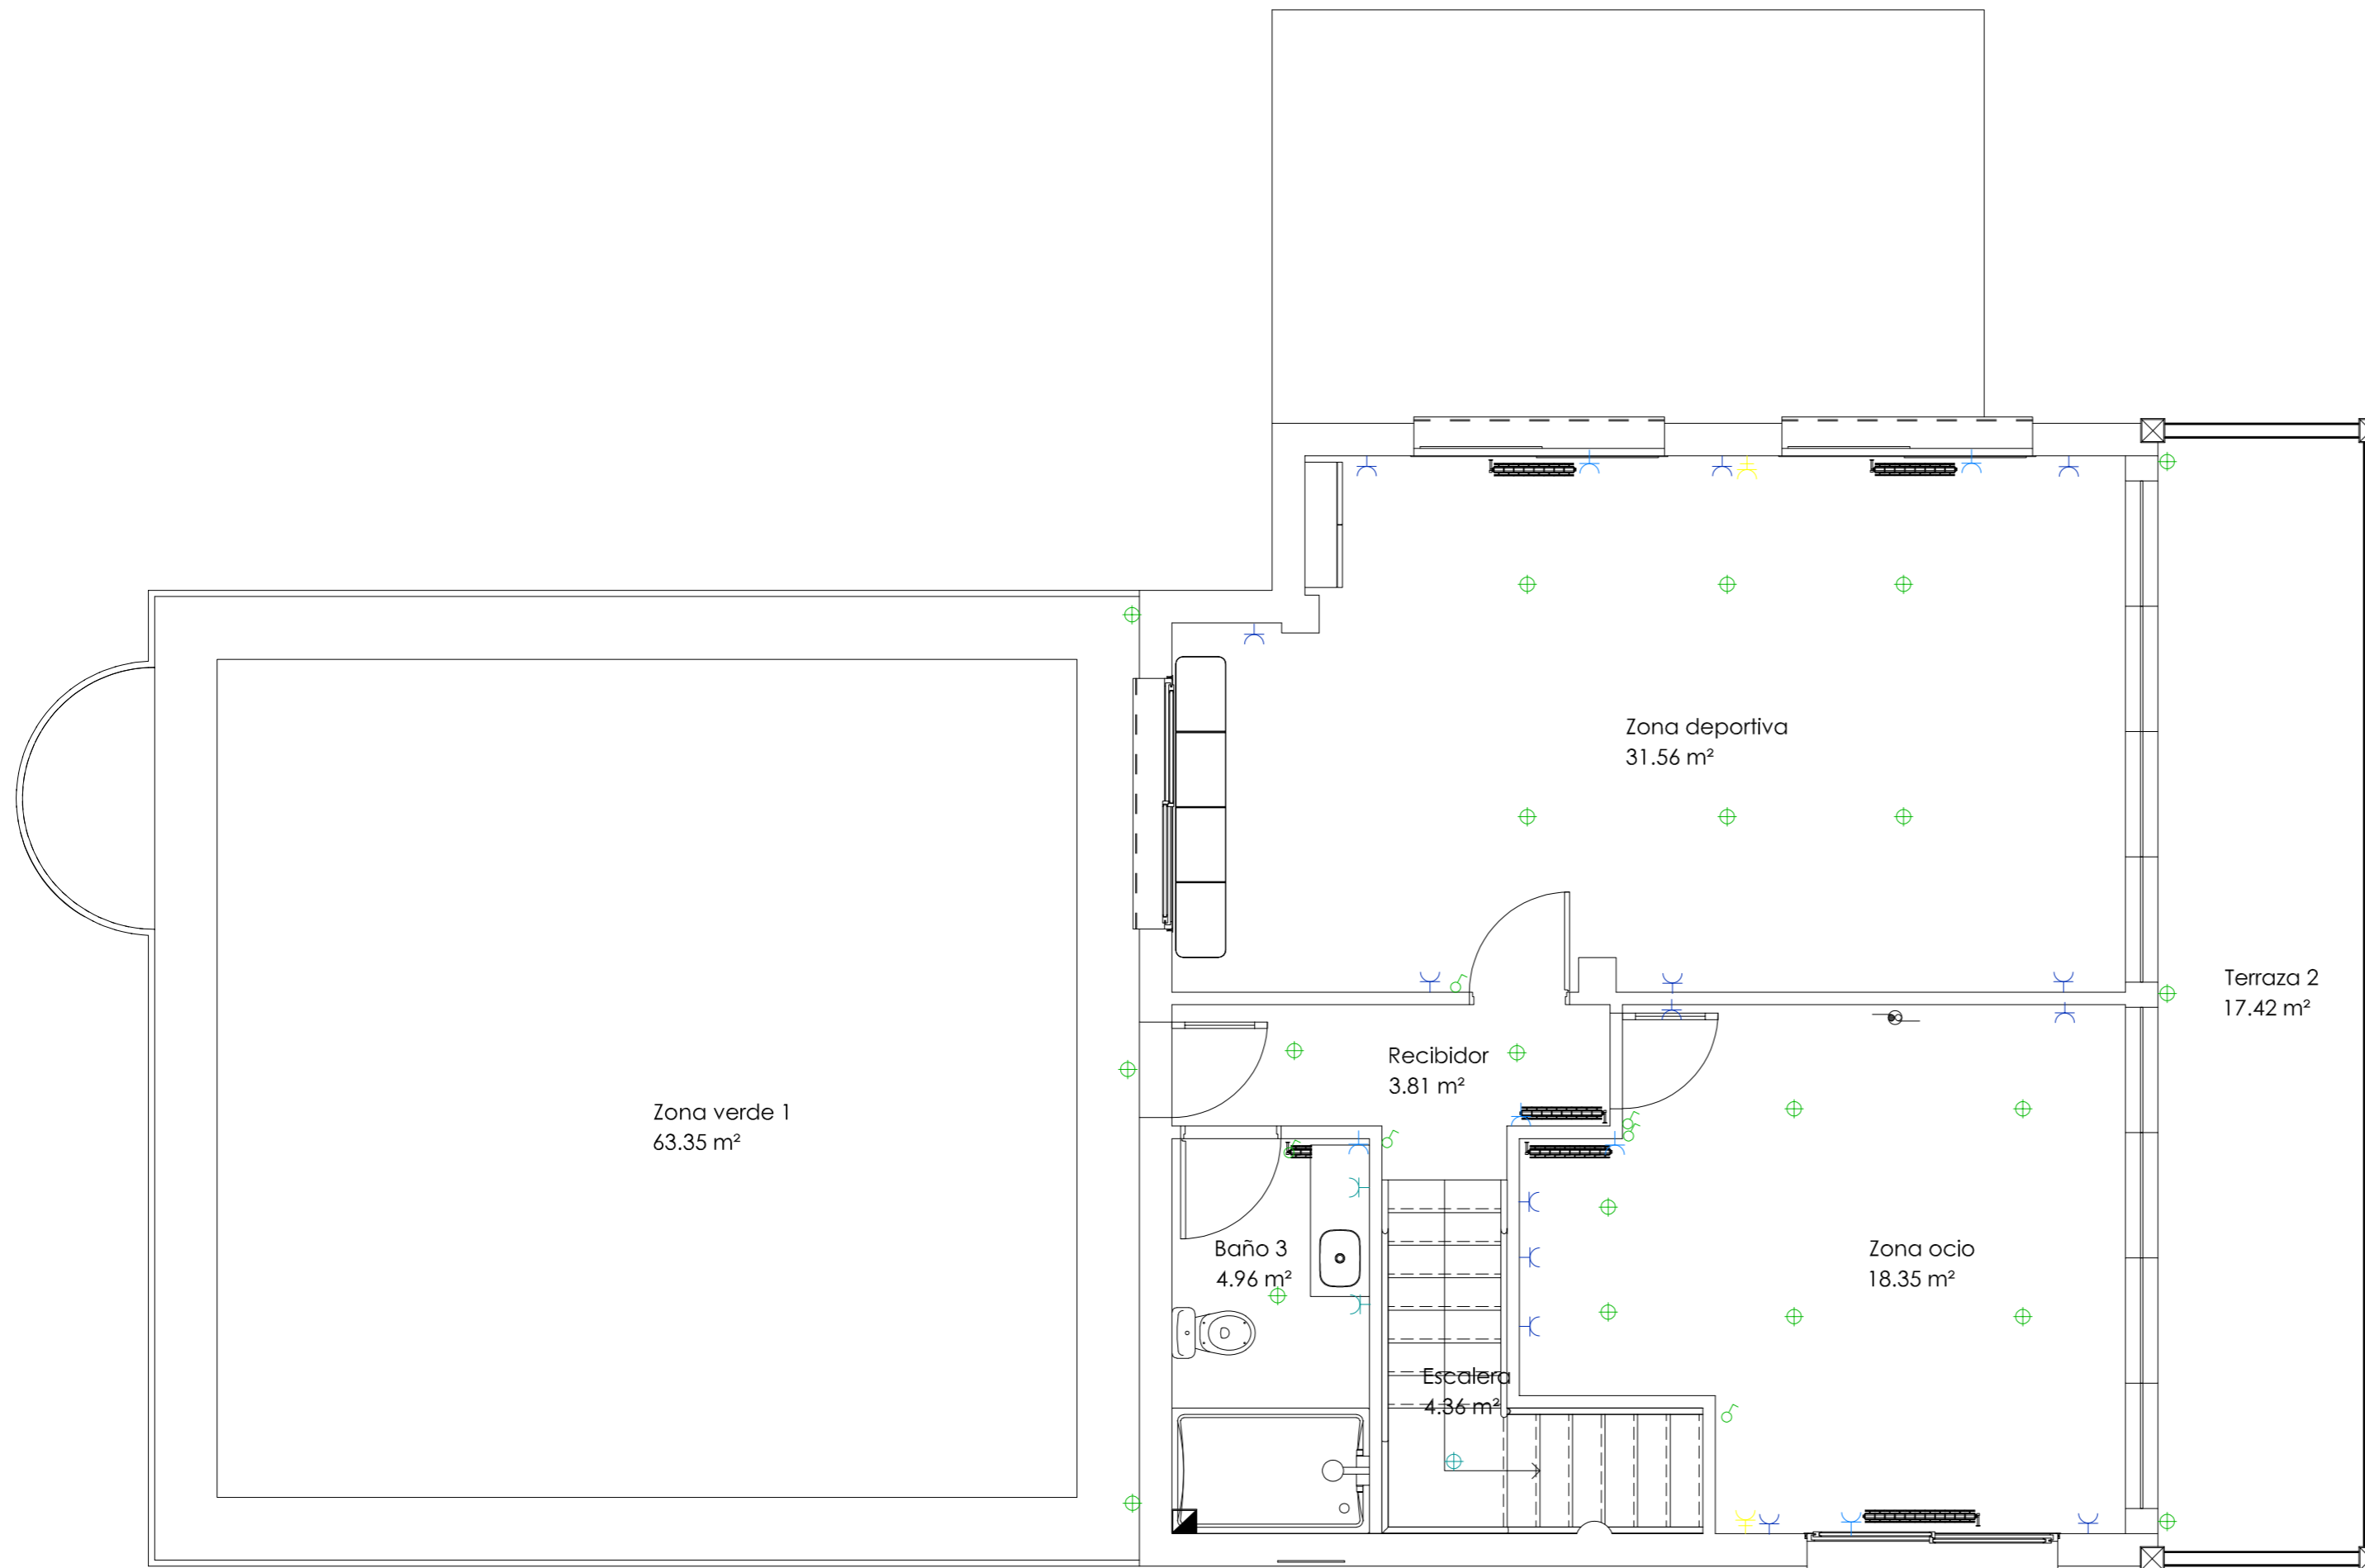 Zona deportiva
31.56 m²
Terraza 2
17.42 m²
Recibidor
3.81 m²
Zona verde 1
63.35 m²
Baño 3
4.96 m²
Zona ocio
18.35 m²
Escalera
4.36 m²